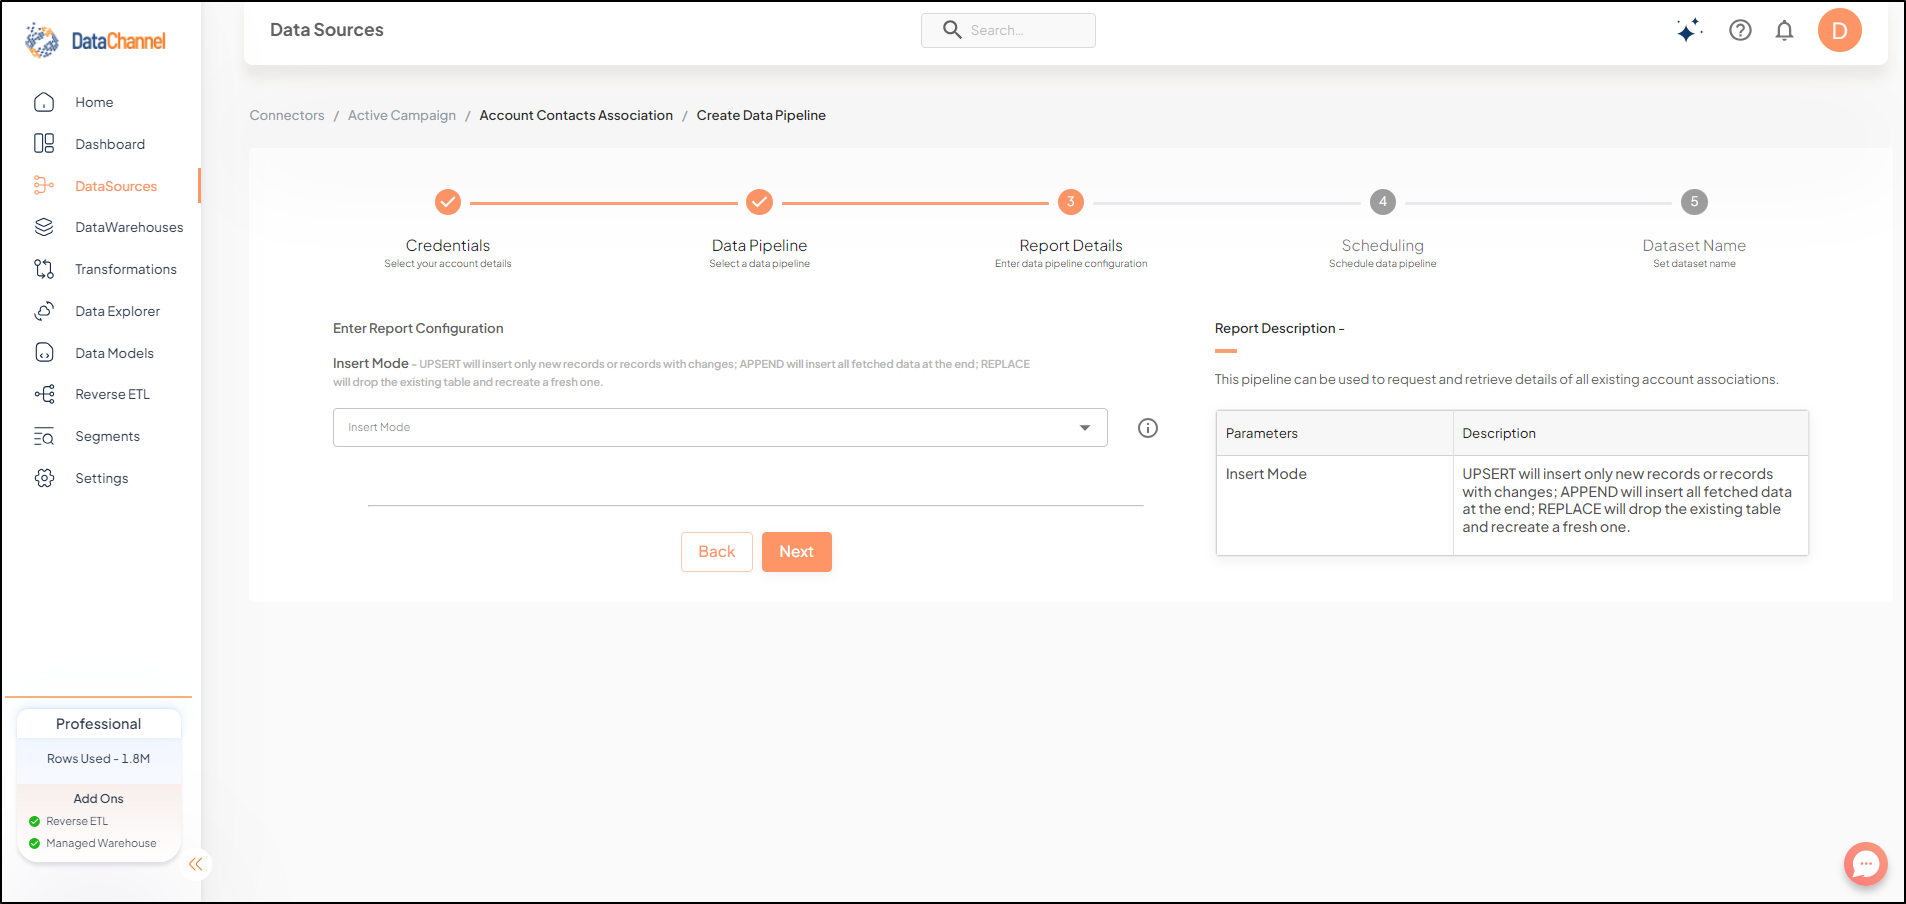 DataChannel
Home
Dashboard
DataSources
DataWarehouses
Transformations
Data Explorer
Data Models
Reverse ETL
Segments
Settings
Professional
Rows Used - 1.8M
Add Ons
Reverse ETL
Managed Warehouse
Data Sources
Search...
D
Connectors / Active Campaign / Account Contacts Association / Create Data Pipeline
3
4
5
Credentials
Select your account details
Data Pipeline
Select a data pipeline
Report Details
Enter data pipeline configuration
Scheduling
Schedule data pipeline
Dataset Name
Set dataset name
Enter Report Configuration
Insert Mode - UPSERT will insert only new records or records with changes; APPEND will insert all fetched data at the end; REPLACE
will drop the existing table and recreate a fresh one.
Insert Mode
Back
Next
Report Description -
This pipeline can be used to request and retrieve details of all existing account associations.
Parameters
Description
Insert Mode
UPSERT will insert only new records or records
with changes; APPEND will insert all fetched data
at the end; REPLACE will drop the existing table
and recreate a fresh one.